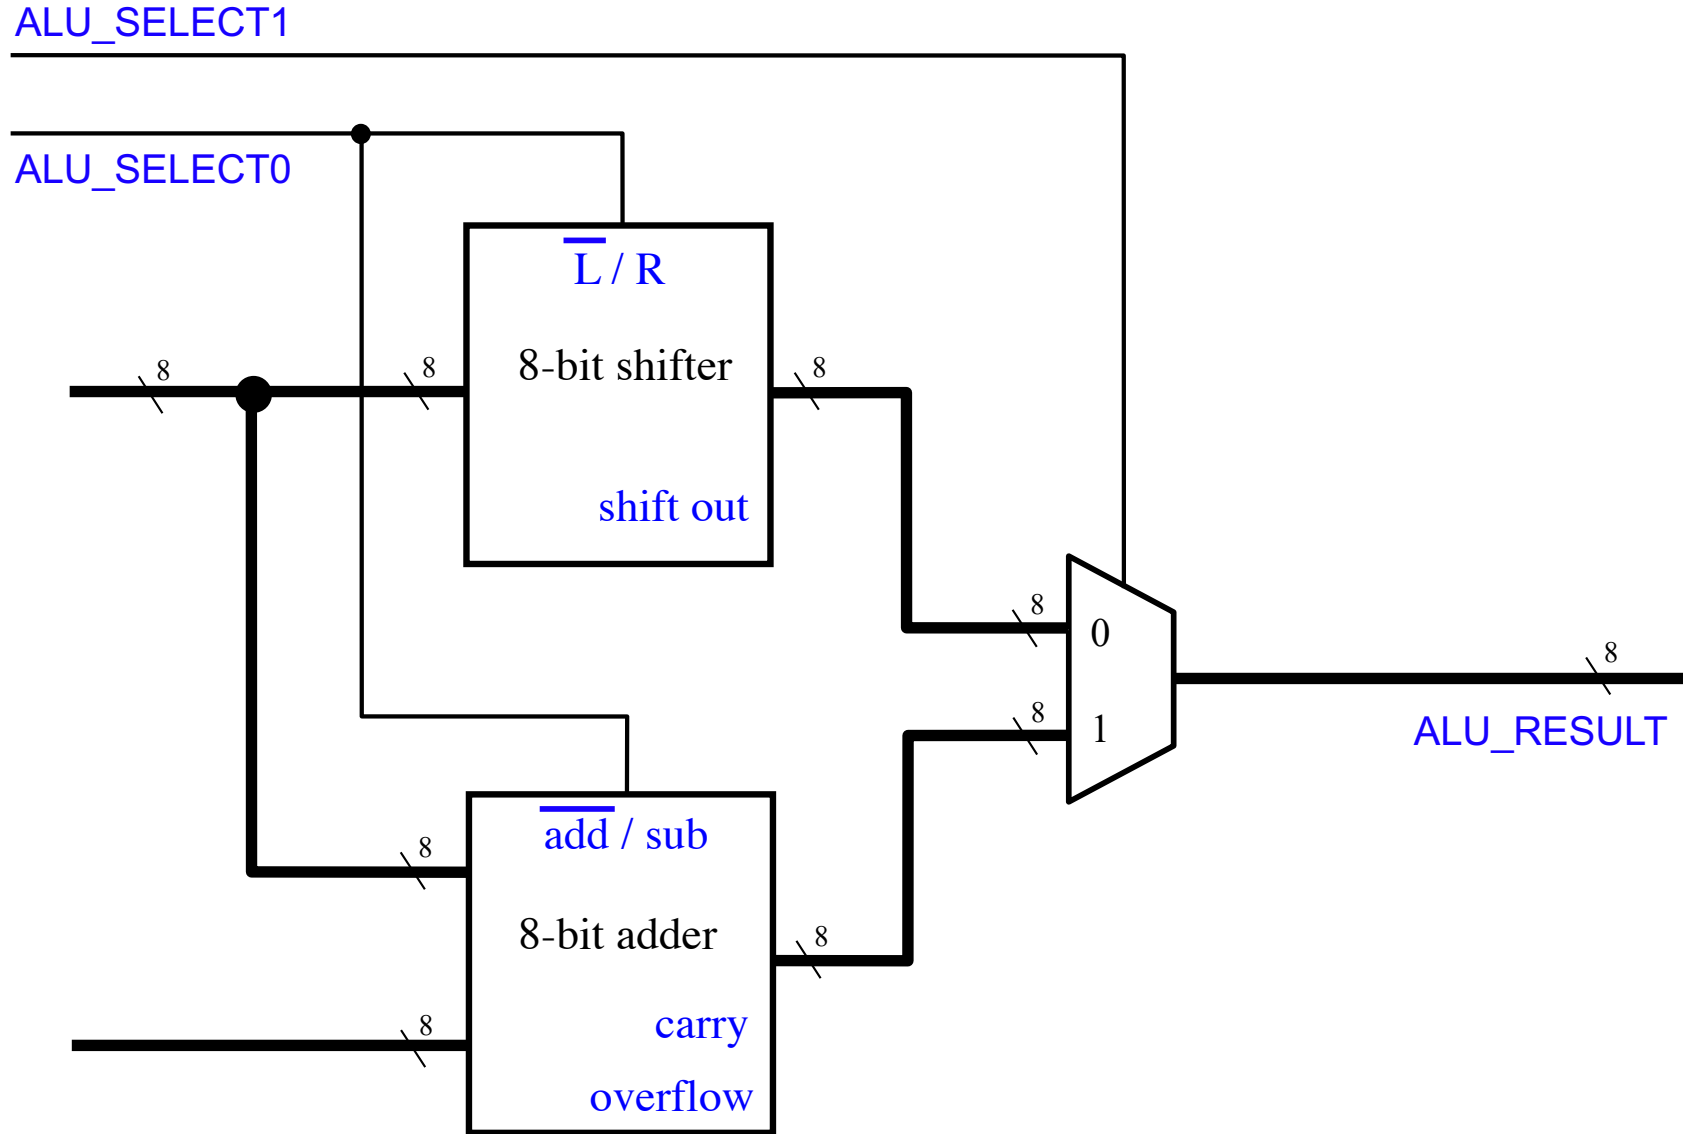 ALU_SELECT1
ALU_SELECT0
L / R
8
8
8-bit shifter
8
shift out
8
0
8
8
1
ALU_RESULT
add / sub
8
8-bit adder
8
carry
8
overflow